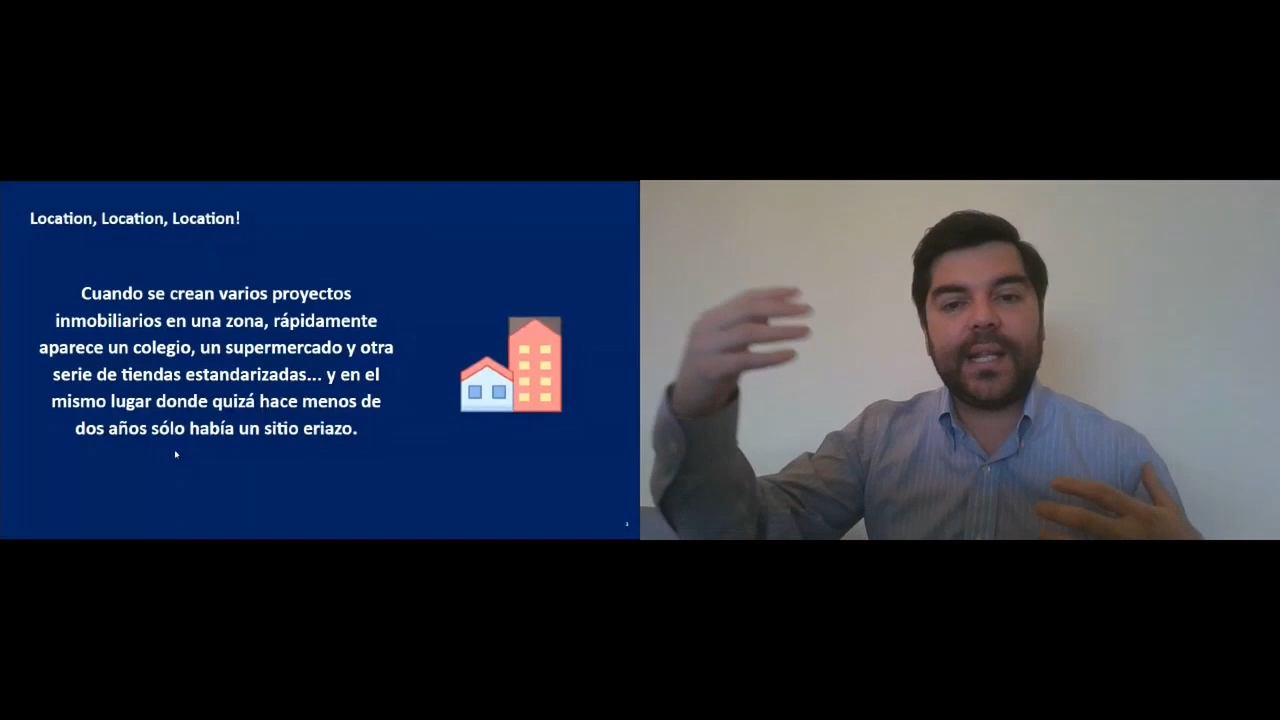 Location, Location, Location!
Cuando se crean varios proyectos
inmobiliarios en una zona, rápidamente
aparece un colegio, un supermercado y otra
serie de tiendas estandarizadas... y en el
mismo lugar donde quizá hace menos de
dos años sólo había un sitio eriazo.